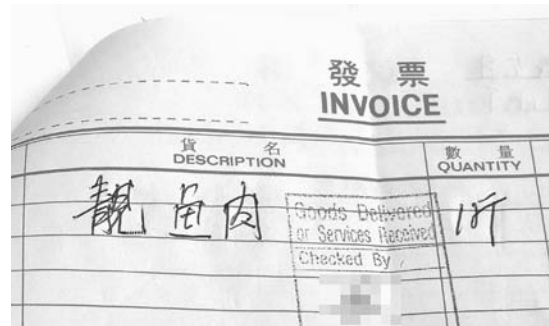 發票
INVOICE
貨名 數量
DESCRIPTION QUANTITY
靚鱼肉 1斤
Goods Delivered
or Services Received
Checked By